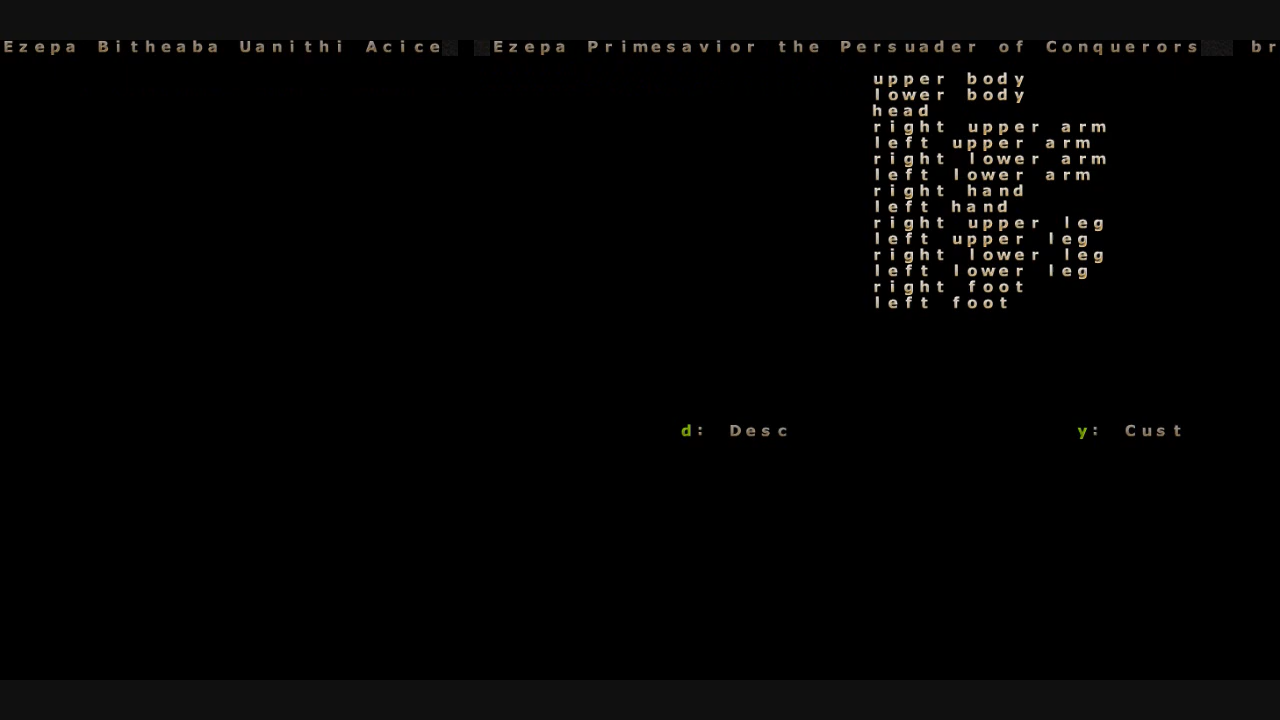 Ezepa Bitheaba Uanithi Acice Ezepa Primesavior the Persuader of Conquerors br
upper body
lower body
head
right upper arm
left upper arm
right lower arm
left lower arm
right hand
left hand
right upper leg
left upper leg
right lower leg
left lower leg
right foot
left foot
d: Desc y: Cust